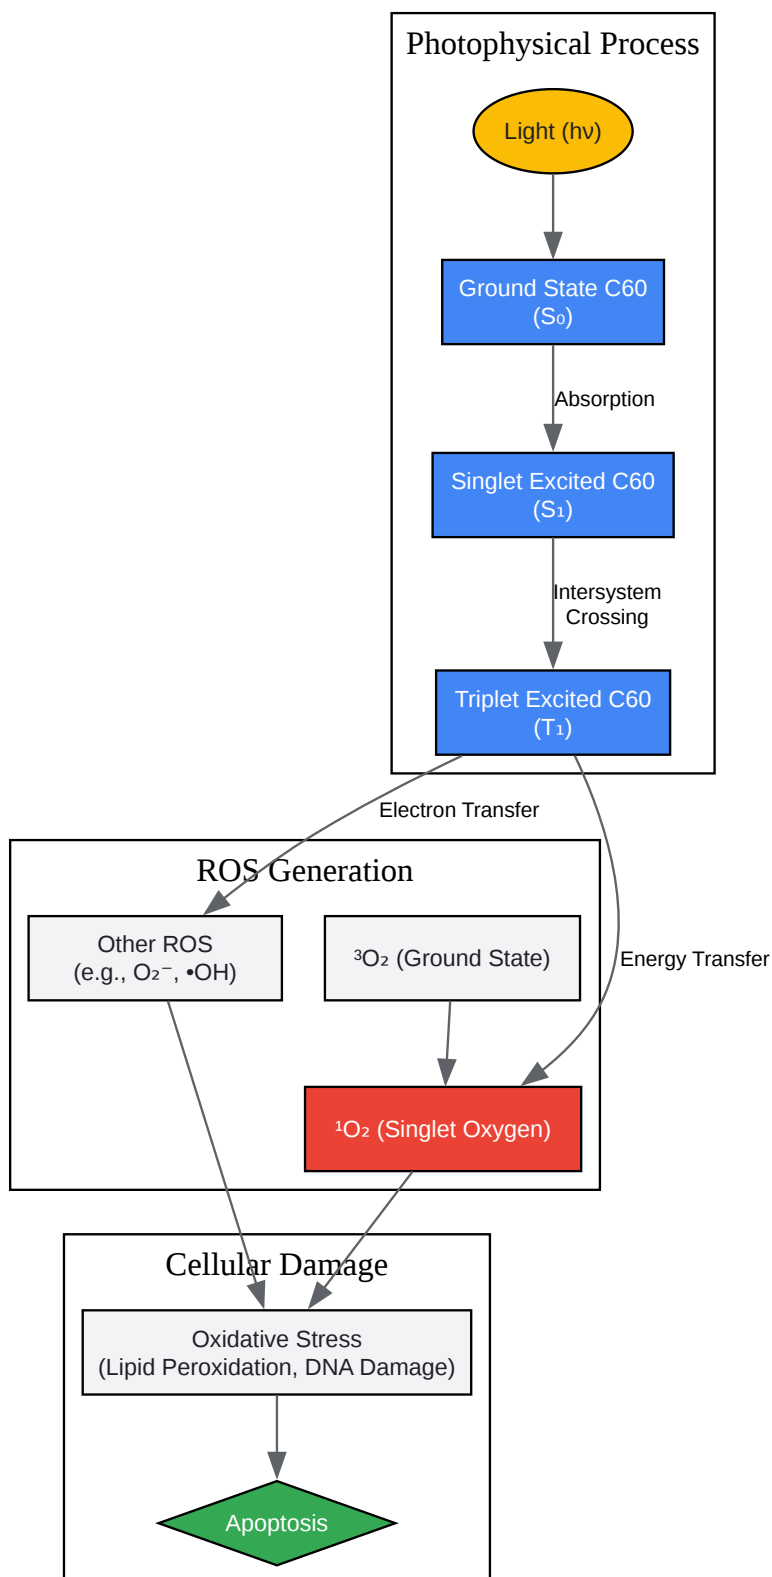 Photophysical Process
Light (hν)
Ground State C60
(S₀)
Absorption
Singlet Excited C60
(S₁)
Intersystem
Crossing
Triplet Excited C60
(T₁)
Electron Transfer
ROS Generation
Other ROS
(e.g., O₂⁻, •OH)
³O₂ (Ground State)
Energy Transfer
¹O₂ (Singlet Oxygen)
Cellular Damage
Oxidative Stress
(Lipid Peroxidation, DNA Damage)
Apoptosis